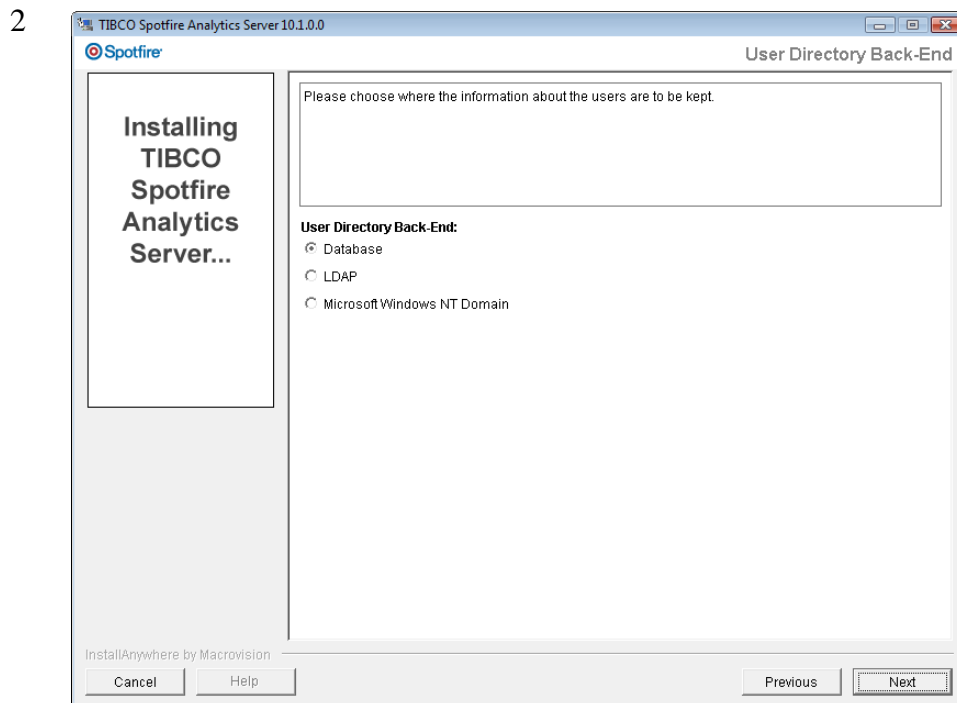 2
TIBCO Spotfire Analytics Server 10.1.0.0
Spotfire
User Directory Back-End
Installing
TIBCO
Spotfire
Analytics
Server...
Please choose where the information about the users are to be kept.
User Directory Back-End:
Database
LDAP
Microsoft Windows NT Domain
InstallAnywhere by Macrovision
Cancel
Help
Previous
Next